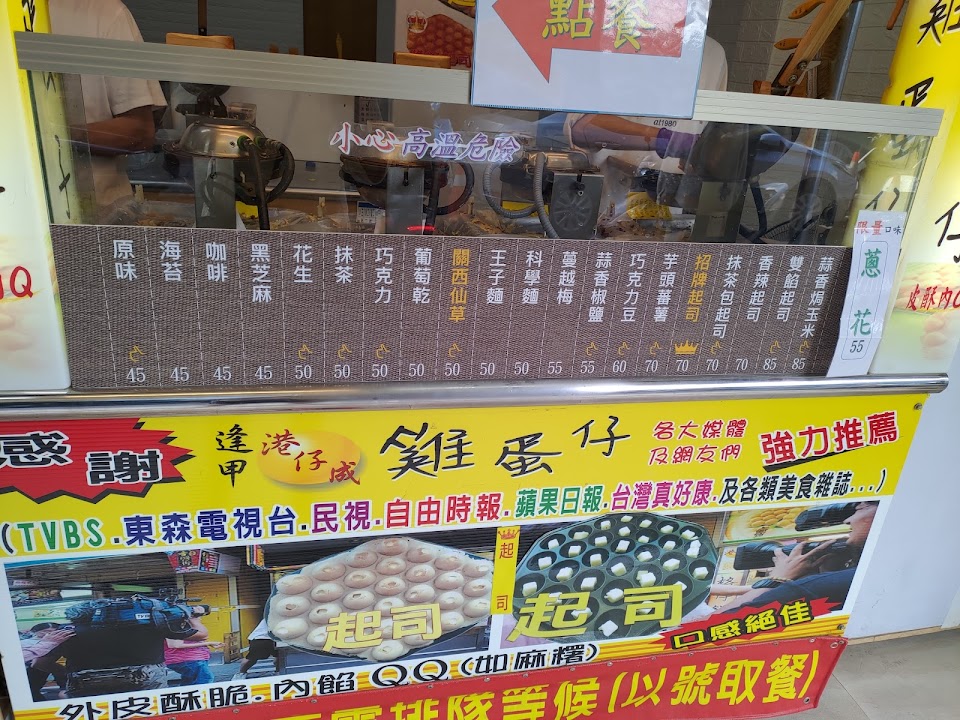 點餐
小心高溫危險
原味 45
海苔 45
咖啡 45
黑芝麻 45
花生 50
抹茶 50
巧克力 50
葡萄乾 50
關西仙草 50
王子麵 50
科學麵 50
蔓越梅 55
蒜香椒鹽 55
巧克力豆 60
芋頭蕃薯 70
招牌起司 70
抹茶包起司 70
香辣起司 70
雙餡起司 85
蒜香焗玉米 85
限量口味
蔥花
55
雞蛋仔
皮酥內Q
Q
感謝
逢甲
港仔成
雞蛋仔
各大媒體
及網友們
強力推薦
(TVBS.東森電視台.民視.自由時報.蘋果日報.台灣真好康.及各類美食雜誌...)
起司
起司
起司
口感絕佳
外皮酥脆.內餡QQ(如麻糬)
排隊等候(以號取餐)